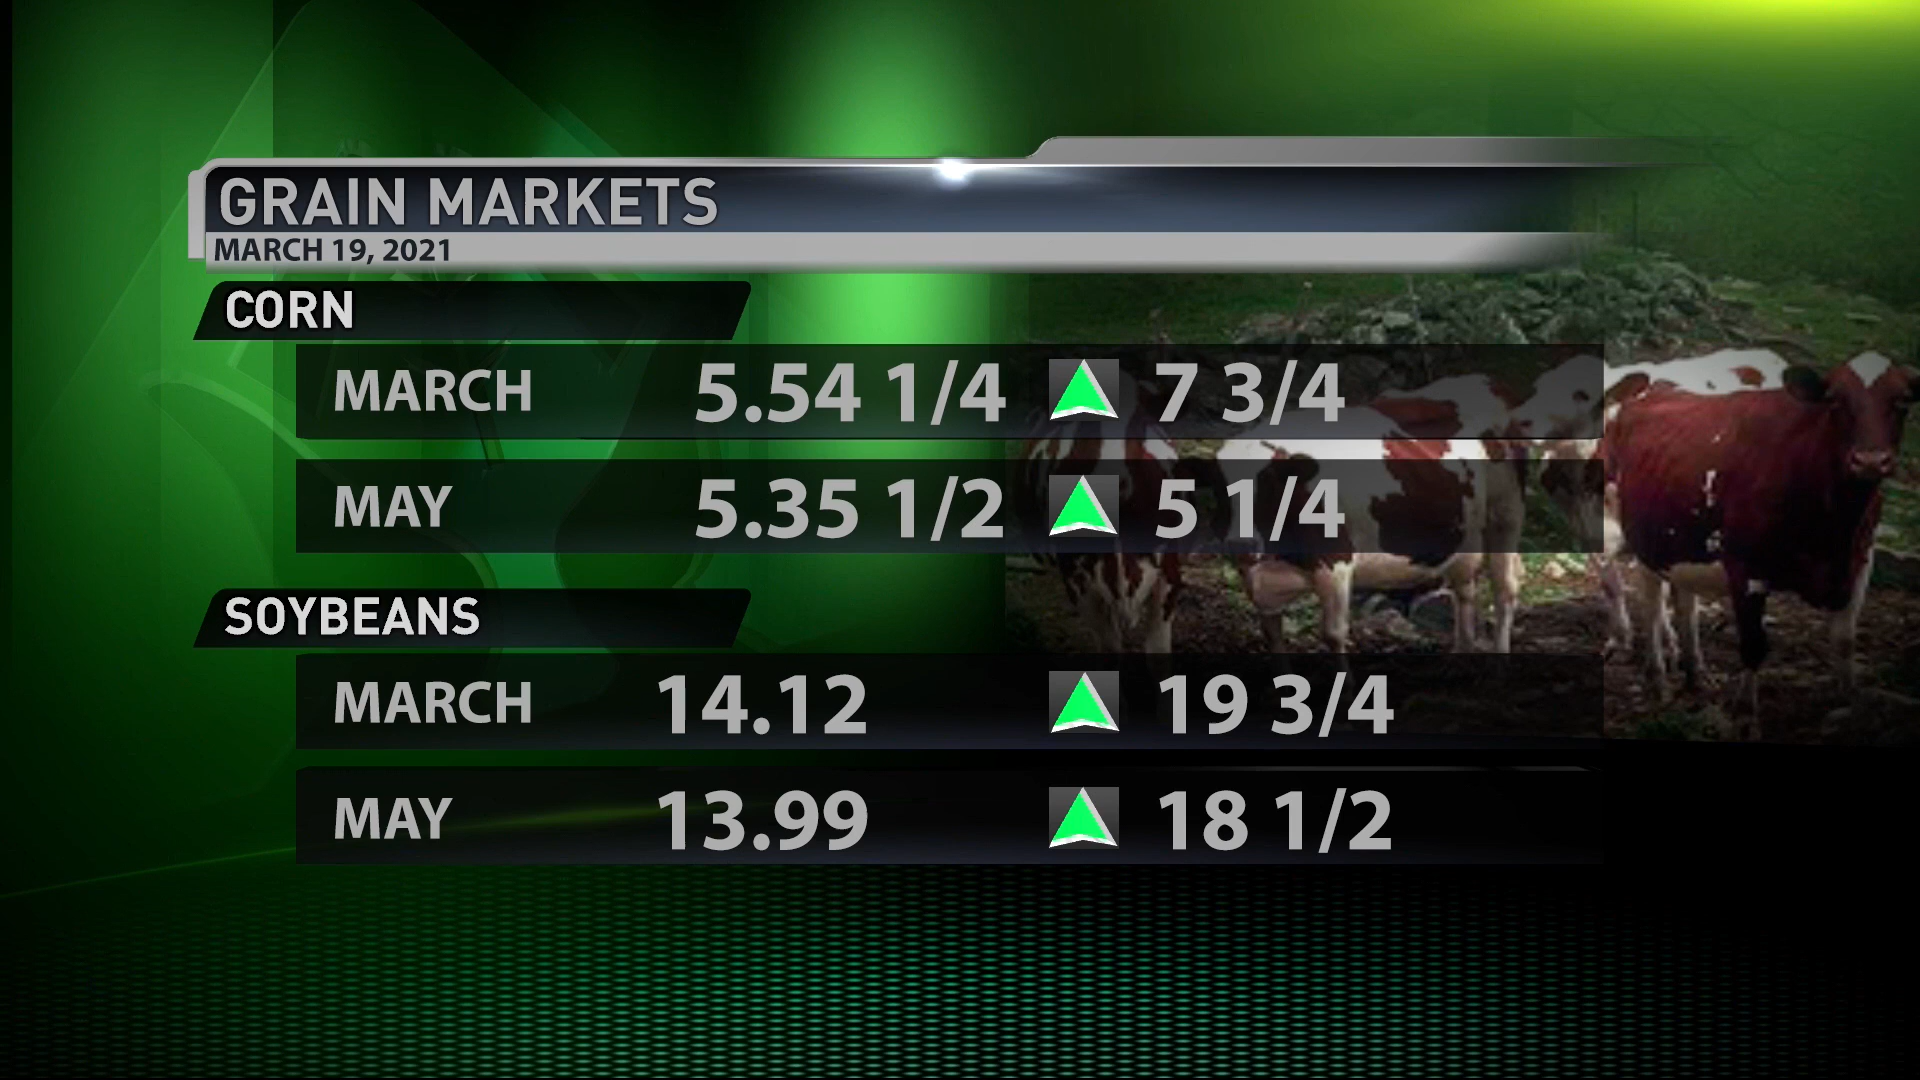 GRAIN MARKETS
MARCH 19, 2021
CORN
MARCH 5.54 1/4 7 3/4
MAY 5.35 1/2 5 1/4
SOYBEANS
MARCH 14.12 19 3/4
MAY 13.99 18 1/2